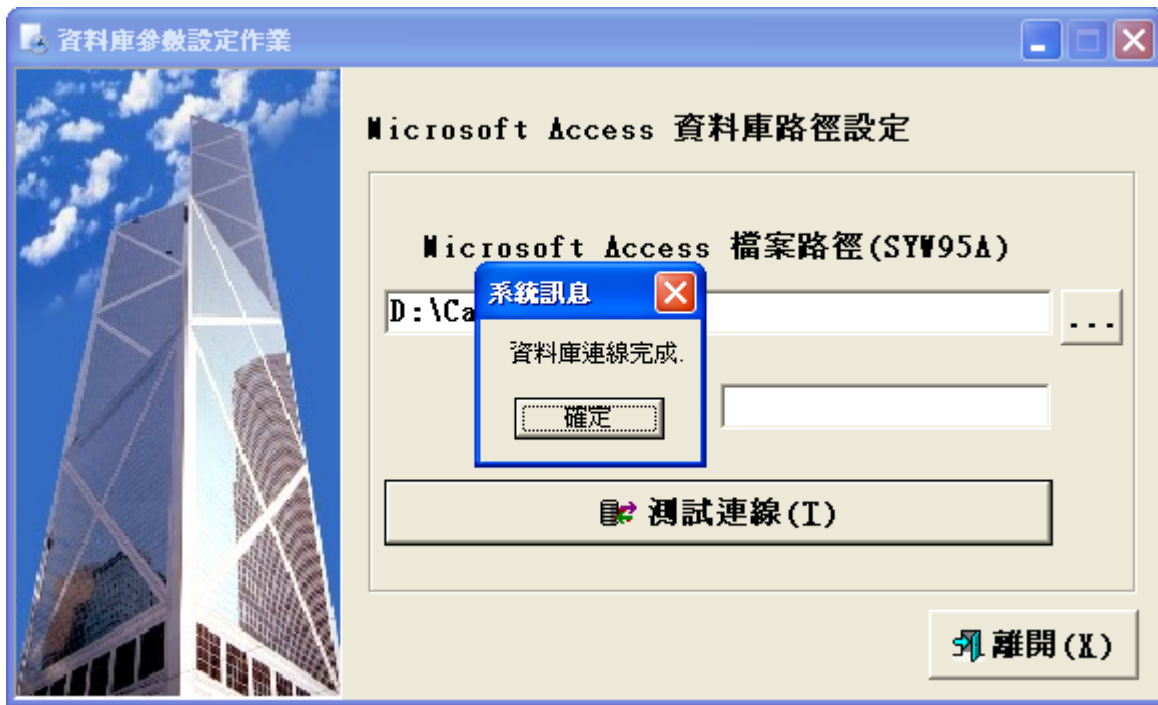 資料庫參數設定作業
Microsoft Access 資料庫路徑設定
Microsoft Access 檔案路徑(SYW95A)
D:\Ca
...
系統訊息
資料庫連線完成.
確定
測試連線(T)
離開(X)